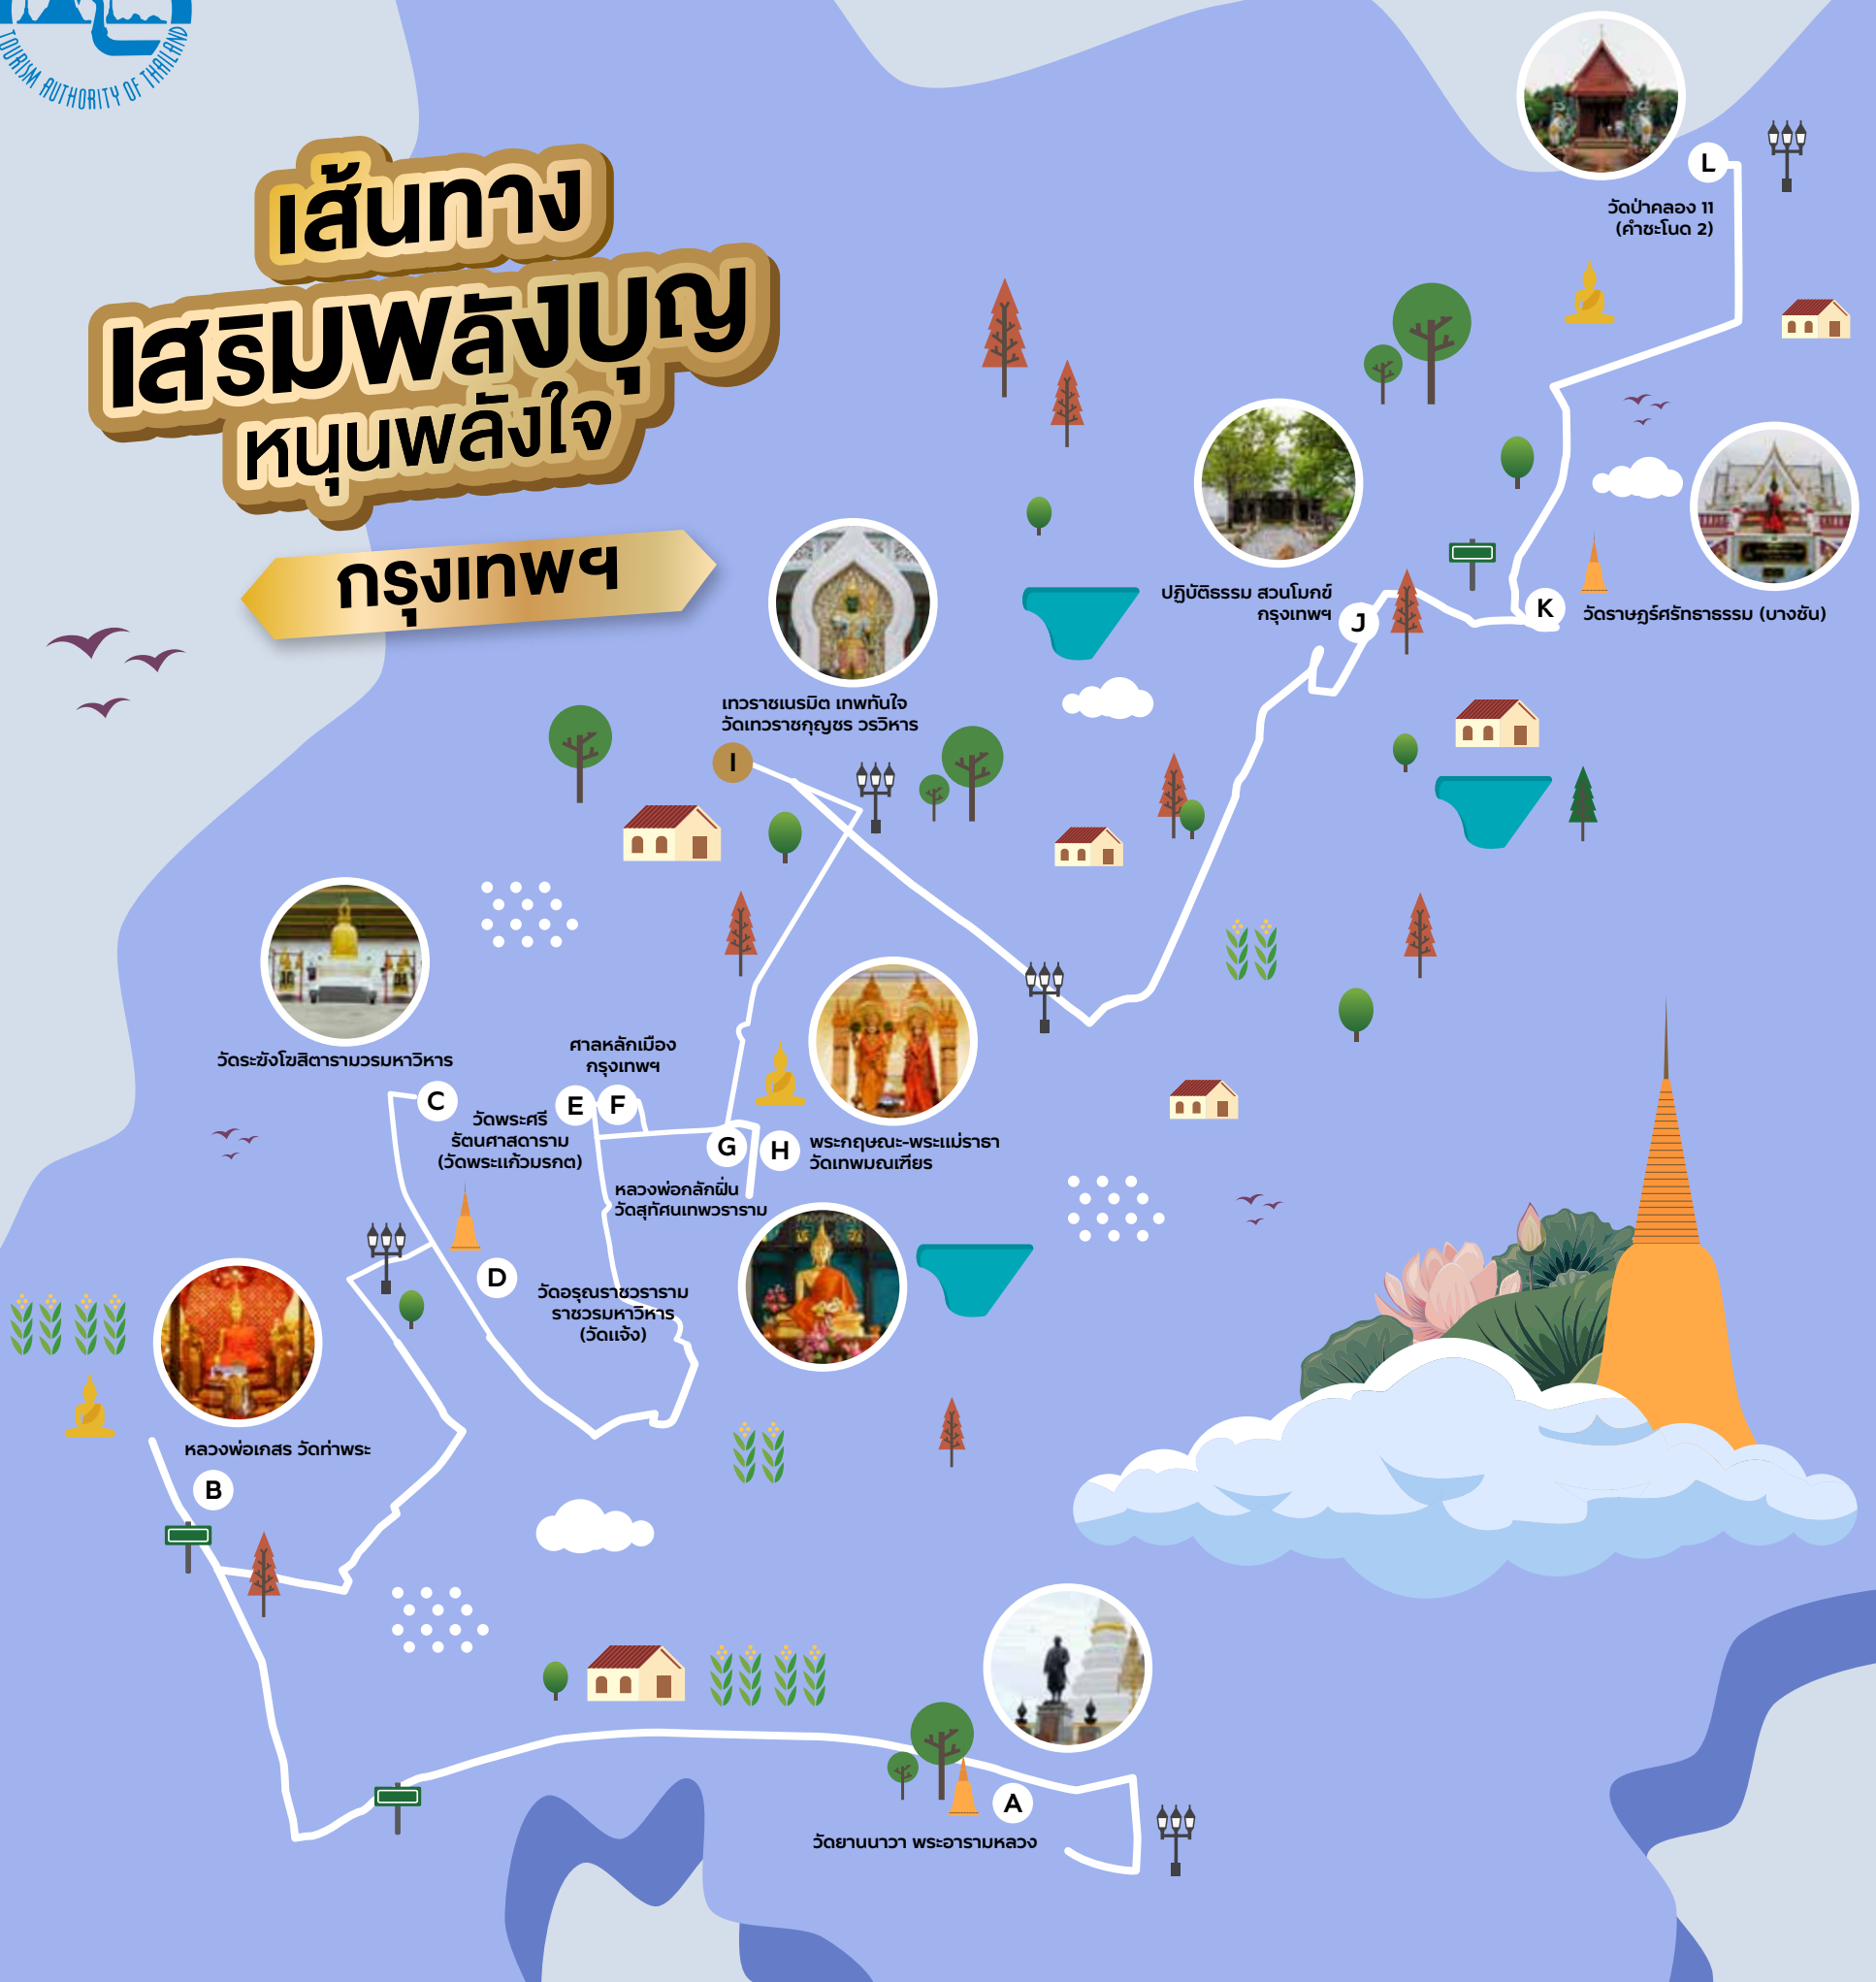 TOURISM AUTHORITY OF THAILAND
เส้นทาง
เสริมพลังบุญ
หนุนพลังใจ
กรุงเทพฯ
L
วัดป่าคลอง 11
(คำชะโนด 2)
ปฏิบัติธรรม สวนโมกข์
กรุงเทพฯ
J
K
วัดราษฎร์ศรัทธาธรรม (บางชัน)
เทวราชเนรมิต เทพทันใจ
วัดเทวราชกุญชร วรวิหาร
I
วัดระฆังโฆสิตารามวรมหาวิหาร
C
ศาลหลักเมือง
กรุงเทพฯ
E
F
วัดพระศรี
รัตนศาสดาราม
(วัดพระแก้วมรกต)
G
H
พระกฤษณะ-พระแม่ราธา
วัดเทพมณเฑียร
หลวงพ่อกลักฝิ่น
วัดสุทัศนเทพวราราม
D
วัดอรุณราชวราราม
ราชวรมหาวิหาร
(วัดแจ้ง)
หลวงพ่อเกสร วัดท่าพระ
B
A
วัดยานนาวา พระอารามหลวง